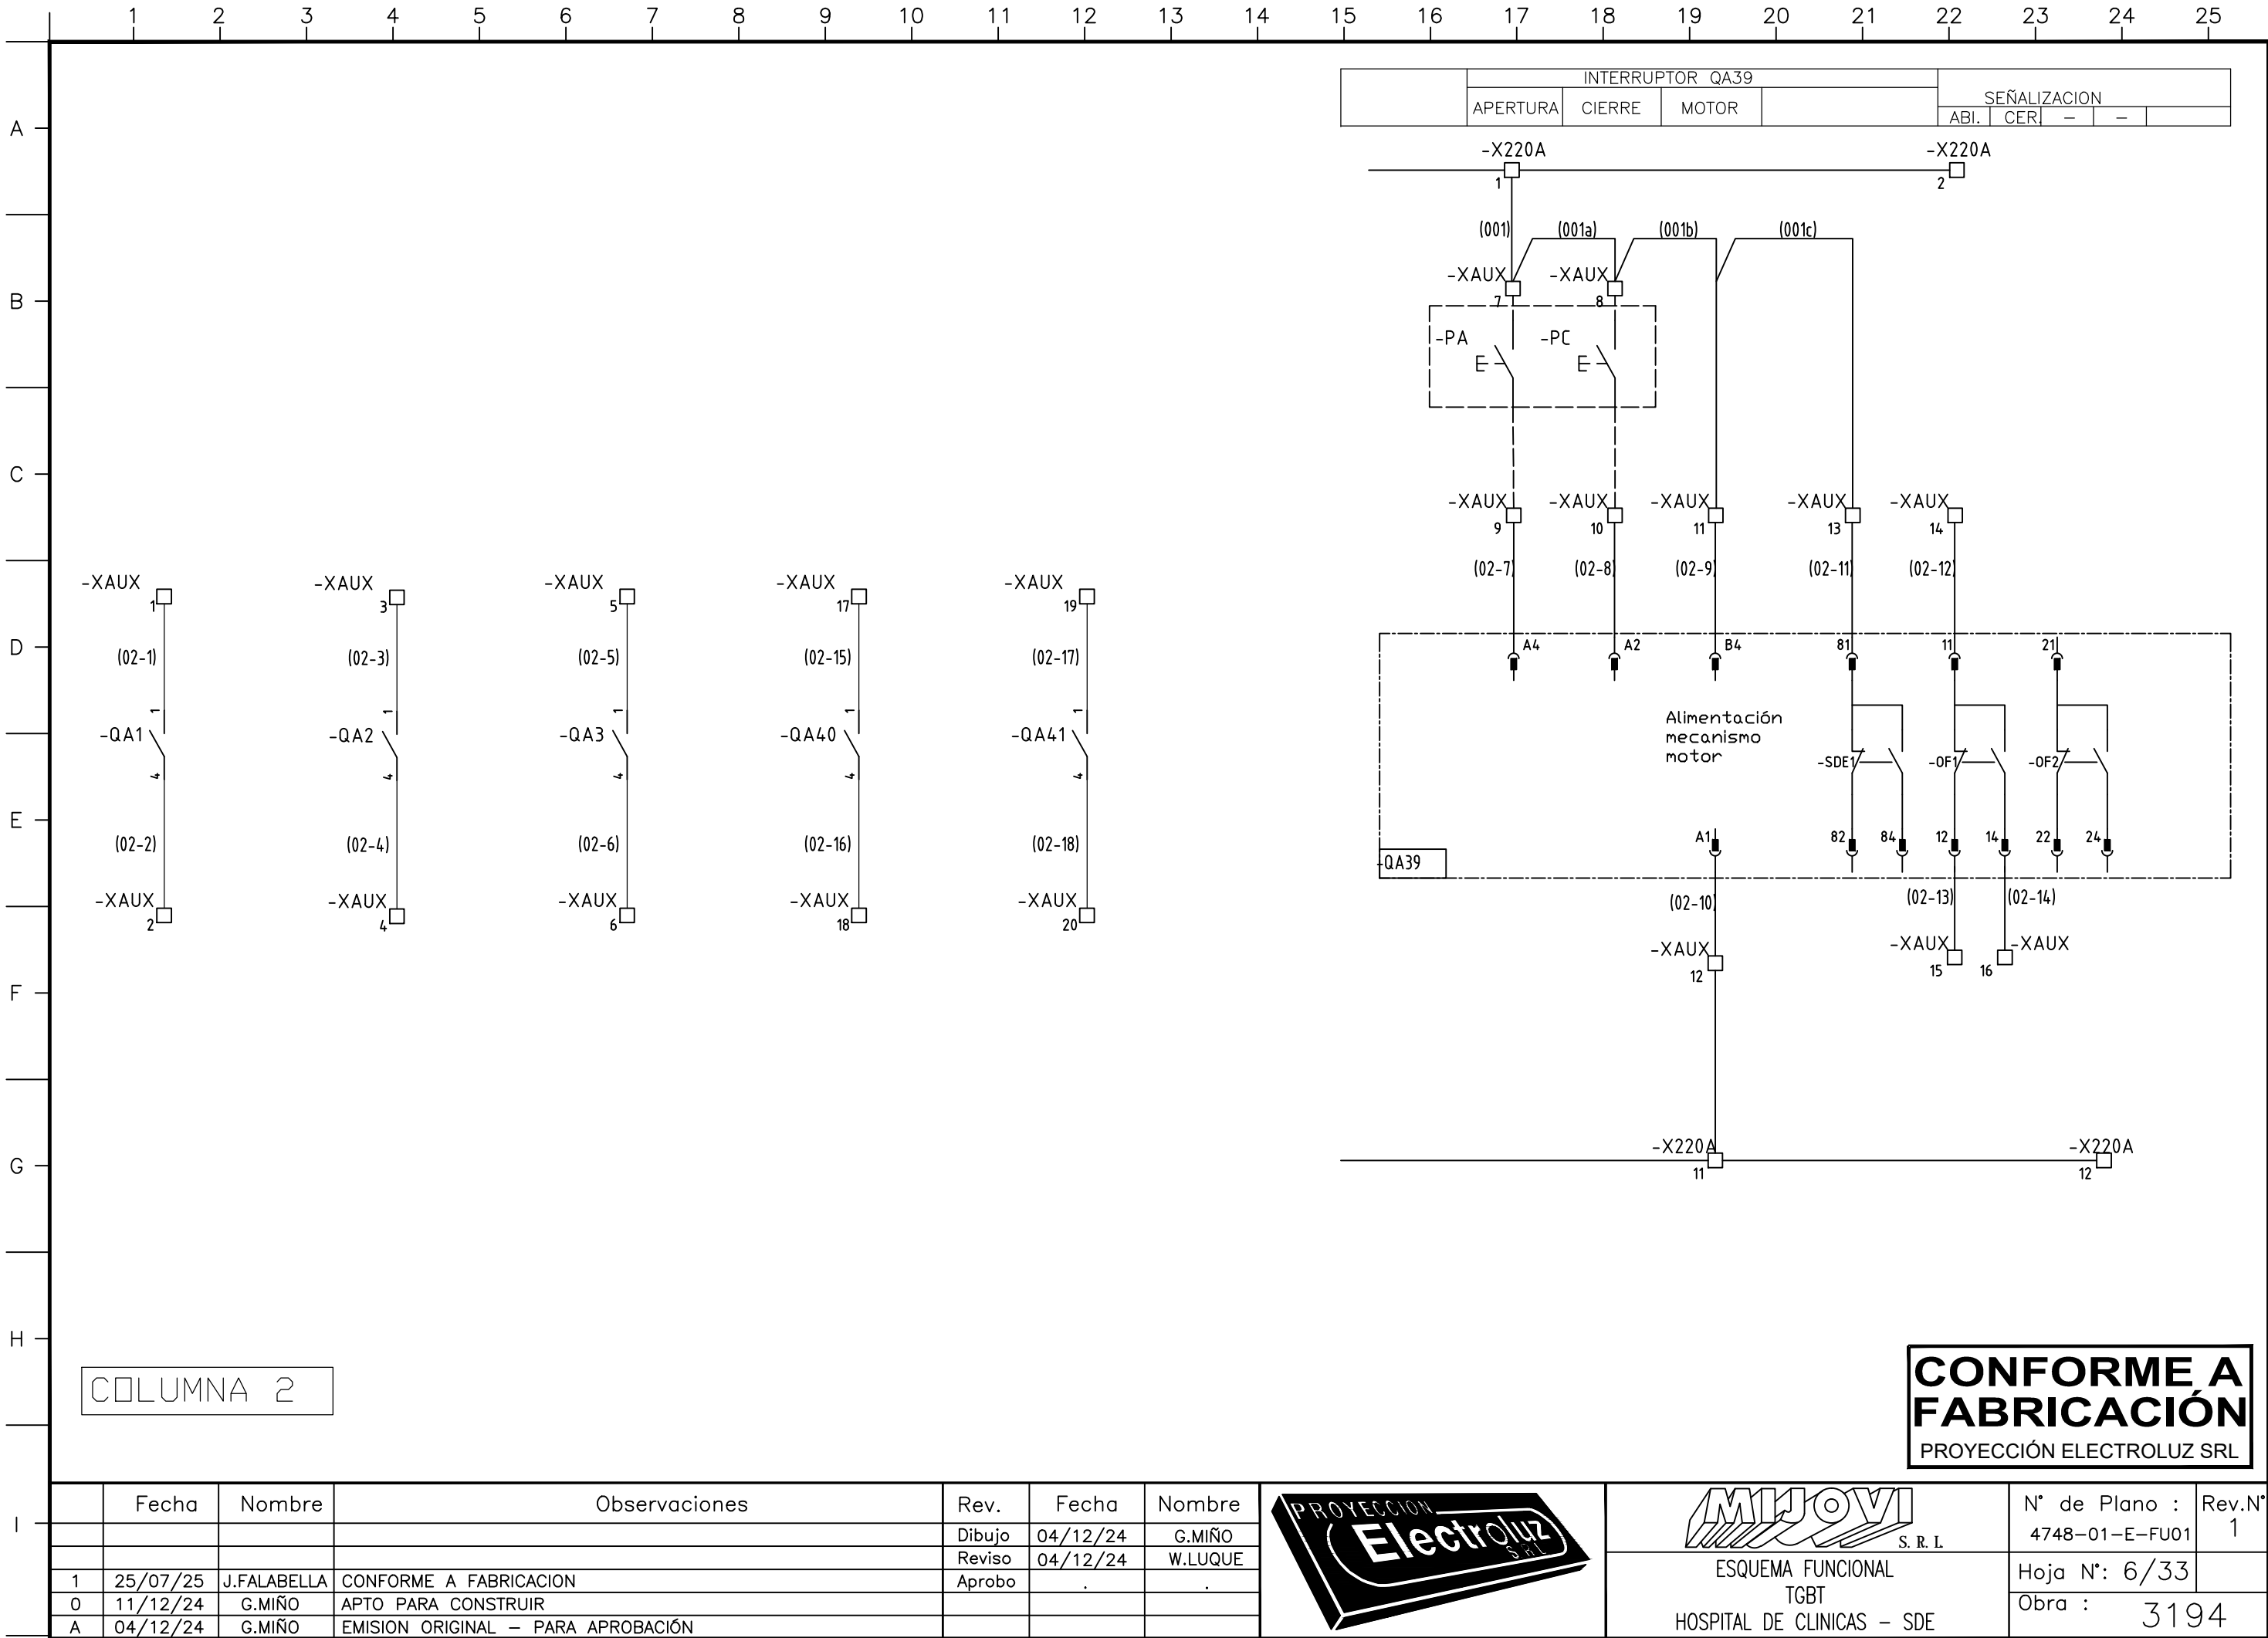 1 2 3 4 5 6 7 8 9 10 11 12 13 14 15 16 17 18 19 20 21 22 23 24 25
A
B
C
D
E
F
G
H
I
INTERRUPTOR QA39
APERTURA CIERRE MOTOR
SEÑALIZACION
ABI. CER. - -
-X220A -X220A
1 2
(001) (001a) (001b) (001c)
-XAUX -XAUX
7 8
-PA -PC
-XAUX -XAUX -XAUX -XAUX -XAUX
9 10 11 13 14
(02-7) (02-8) (02-9) (02-11) (02-12)
-XAUX -XAUX -XAUX -XAUX -XAUX
1 3 5 17 19
(02-1) (02-3) (02-5) (02-15) (02-17)
1 1 1 1 1
-QA1 -QA2 -QA3 -QA40 -QA41
4 4 4 4 4
(02-2) (02-4) (02-6) (02-16) (02-18)
-XAUX -XAUX -XAUX -XAUX -XAUX
2 4 6 18 20
A4 A2 B4 81 11 21
Alimentación
mecanismo
motor
-SDE1 -OF1 -OF2
A1 82 84 12 14 22 24
-QA39
(02-10) (02-13) (02-14)
-XAUX -XAUX -XAUX
12 15 16
-X220A -X220A
11 12
COLUMNA 2
CONFORME A
FABRICACIÓN
PROYECCIÓN ELECTROLUZ SRL
Fecha Nombre Observaciones
1 25/07/25 J.FALABELLA CONFORME A FABRICACION
0 11/12/24 G.MIÑO APTO PARA CONSTRUIR
A 04/12/24 G.MIÑO EMISION ORIGINAL – PARA APROBACIÓN
Rev. Fecha Nombre
Dibujo 04/12/24 G.MIÑO
Reviso 04/12/24 W.LUQUE
Aprobo . .
PROYECCION
Electroluz
SRL
MIJOVI
S. R. L
ESQUEMA FUNCIONAL
TGBT
HOSPITAL DE CLINICAS – SDE
N° de Plano :
4748-01-E-FU01
Rev.N°
1
Hoja N°: 6/33
Obra :
3194